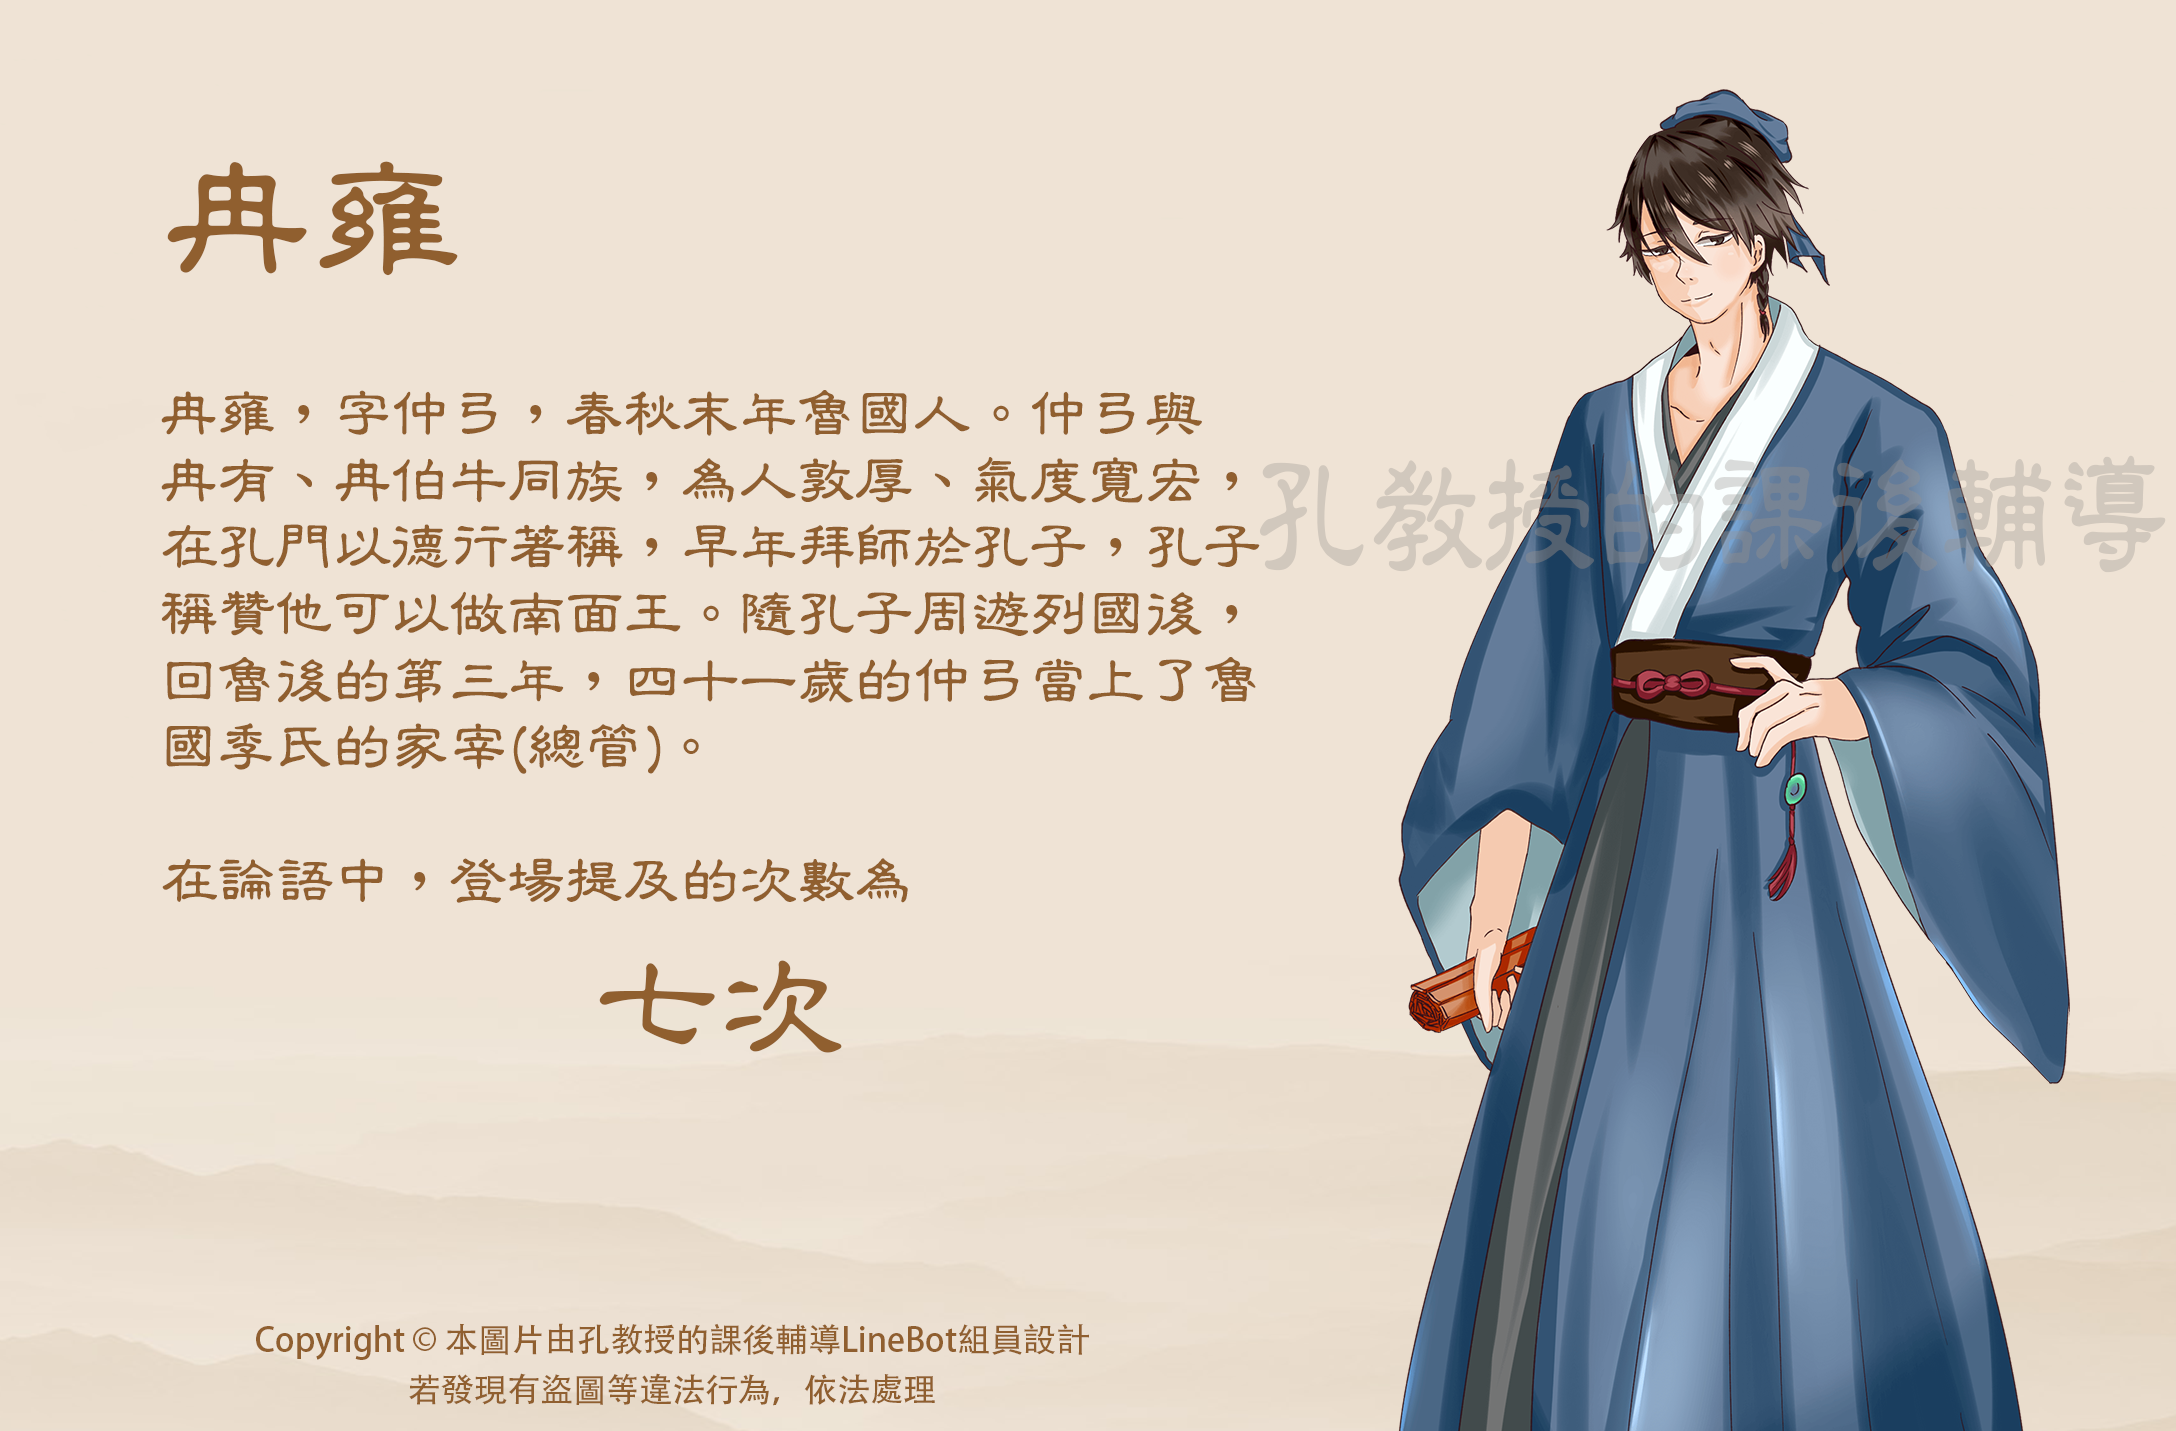 冉雍
冉雍，字仲弓，春秋末年魯國人。仲弓與
冉有、冉伯牛同族，為人敦厚、氣度寬宏，
在孔門以德行著稱，早年拜師於孔子，孔子
稱贊他可以做南面王。隨孔子周遊列國後，
回魯後的第三年，四十一歲的仲弓當上了魯
國季氏的家宰(總管)。
在論語中，登場提及的次數為
七次
孔教授的課後輔導
Copyright © 本圖片由孔教授的課後輔導LineBot組員設計
若發現有盜圖等違法行為，依法處理